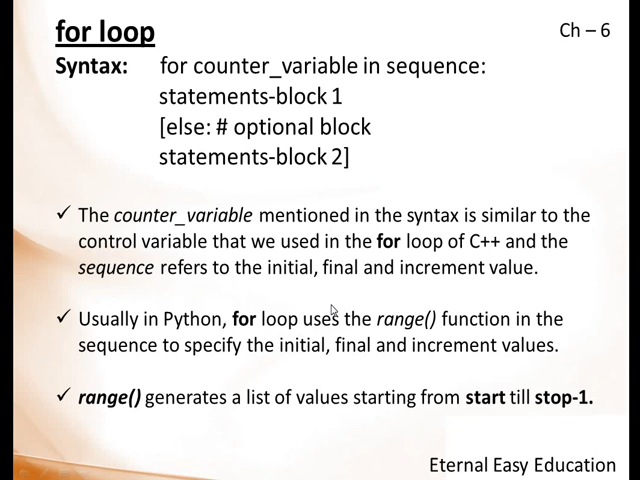 for loop
Ch – 6
Syntax: for counter_variable in sequence:
statements-block 1
[else: # optional block
statements-block 2]
✓ The counter_variable mentioned in the syntax is similar to the
control variable that we used in the for loop of C++ and the
sequence refers to the initial, final and increment value.
✓ Usually in Python, for loop uses the range() function in the
sequence to specify the initial, final and increment values.
✓ range() generates a list of values starting from start till stop-1.
Eternal Easy Education